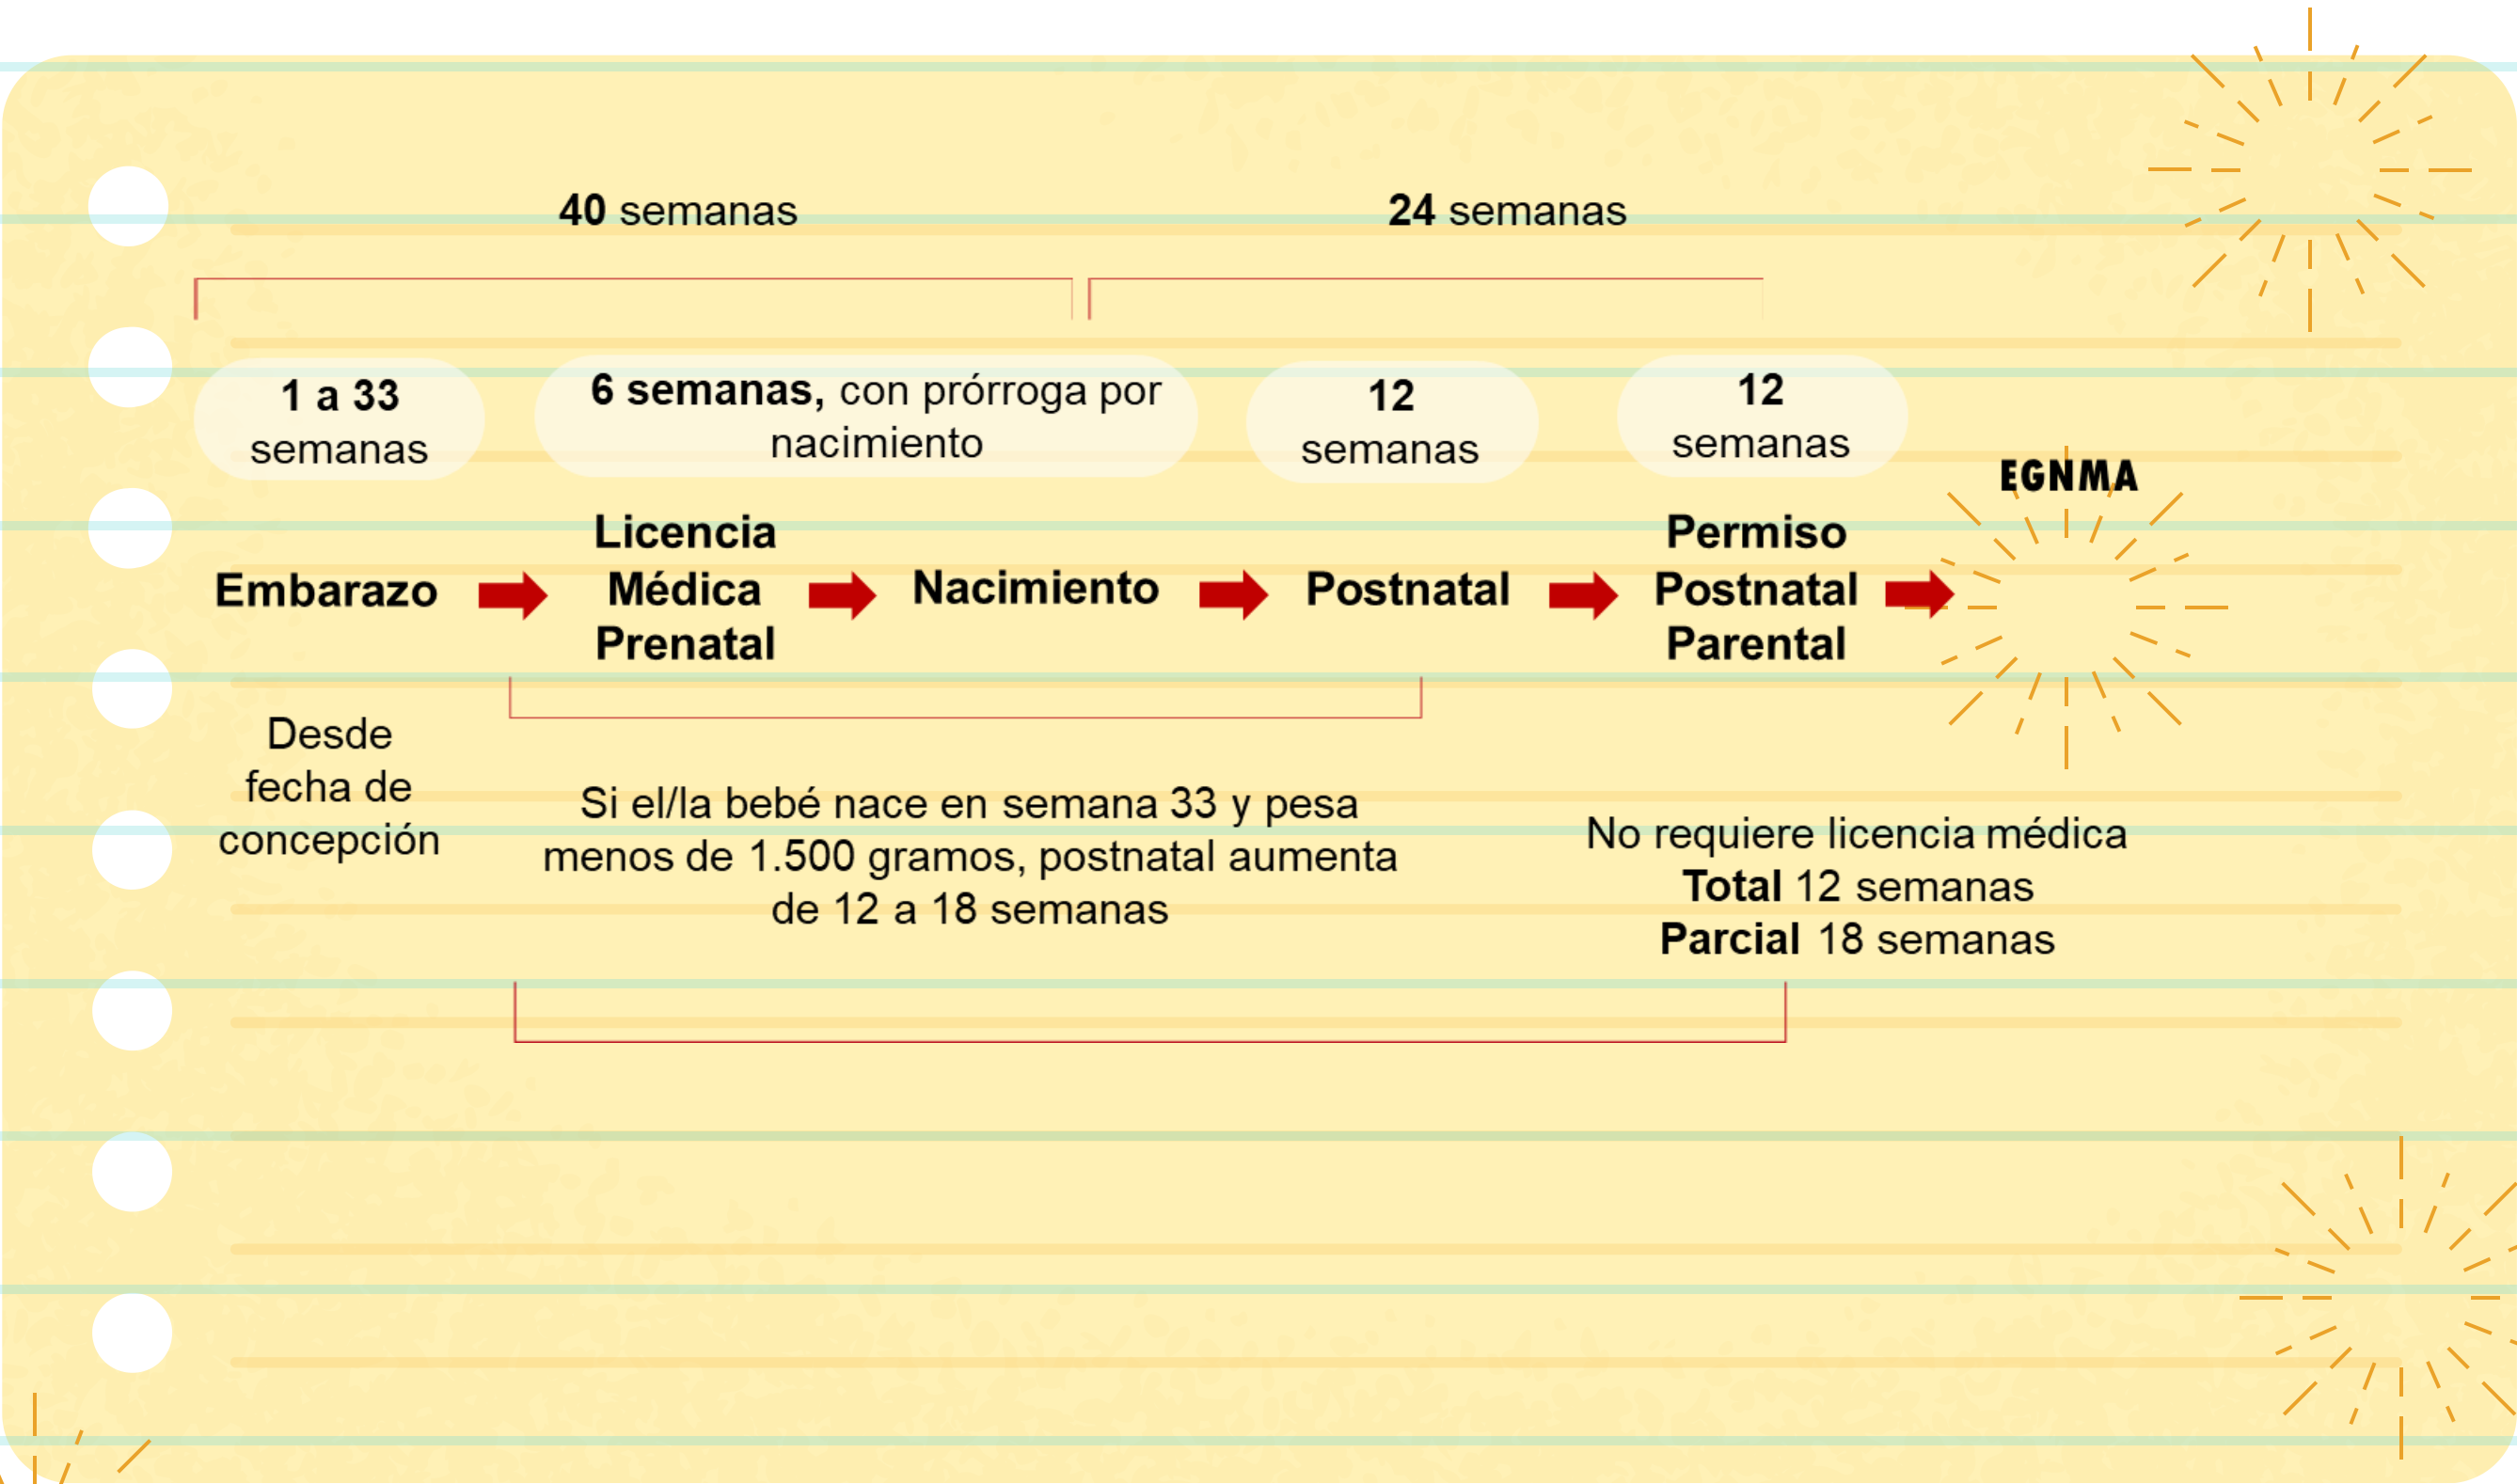 40 semanas
24 semanas
1 a 33
semanas
6 semanas, con prórroga por
nacimiento
12
semanas
12
semanas
EGNMA
Embarazo
Licencia
Médica
Prenatal
Nacimiento
Postnatal
Permiso
Postnatal
Parental
Desde
fecha de
concepción
Si el/la bebé nace en semana 33 y pesa
menos de 1.500 gramos, postnatal aumenta
de 12 a 18 semanas
No requiere licencia médica
Total 12 semanas
Parcial 18 semanas